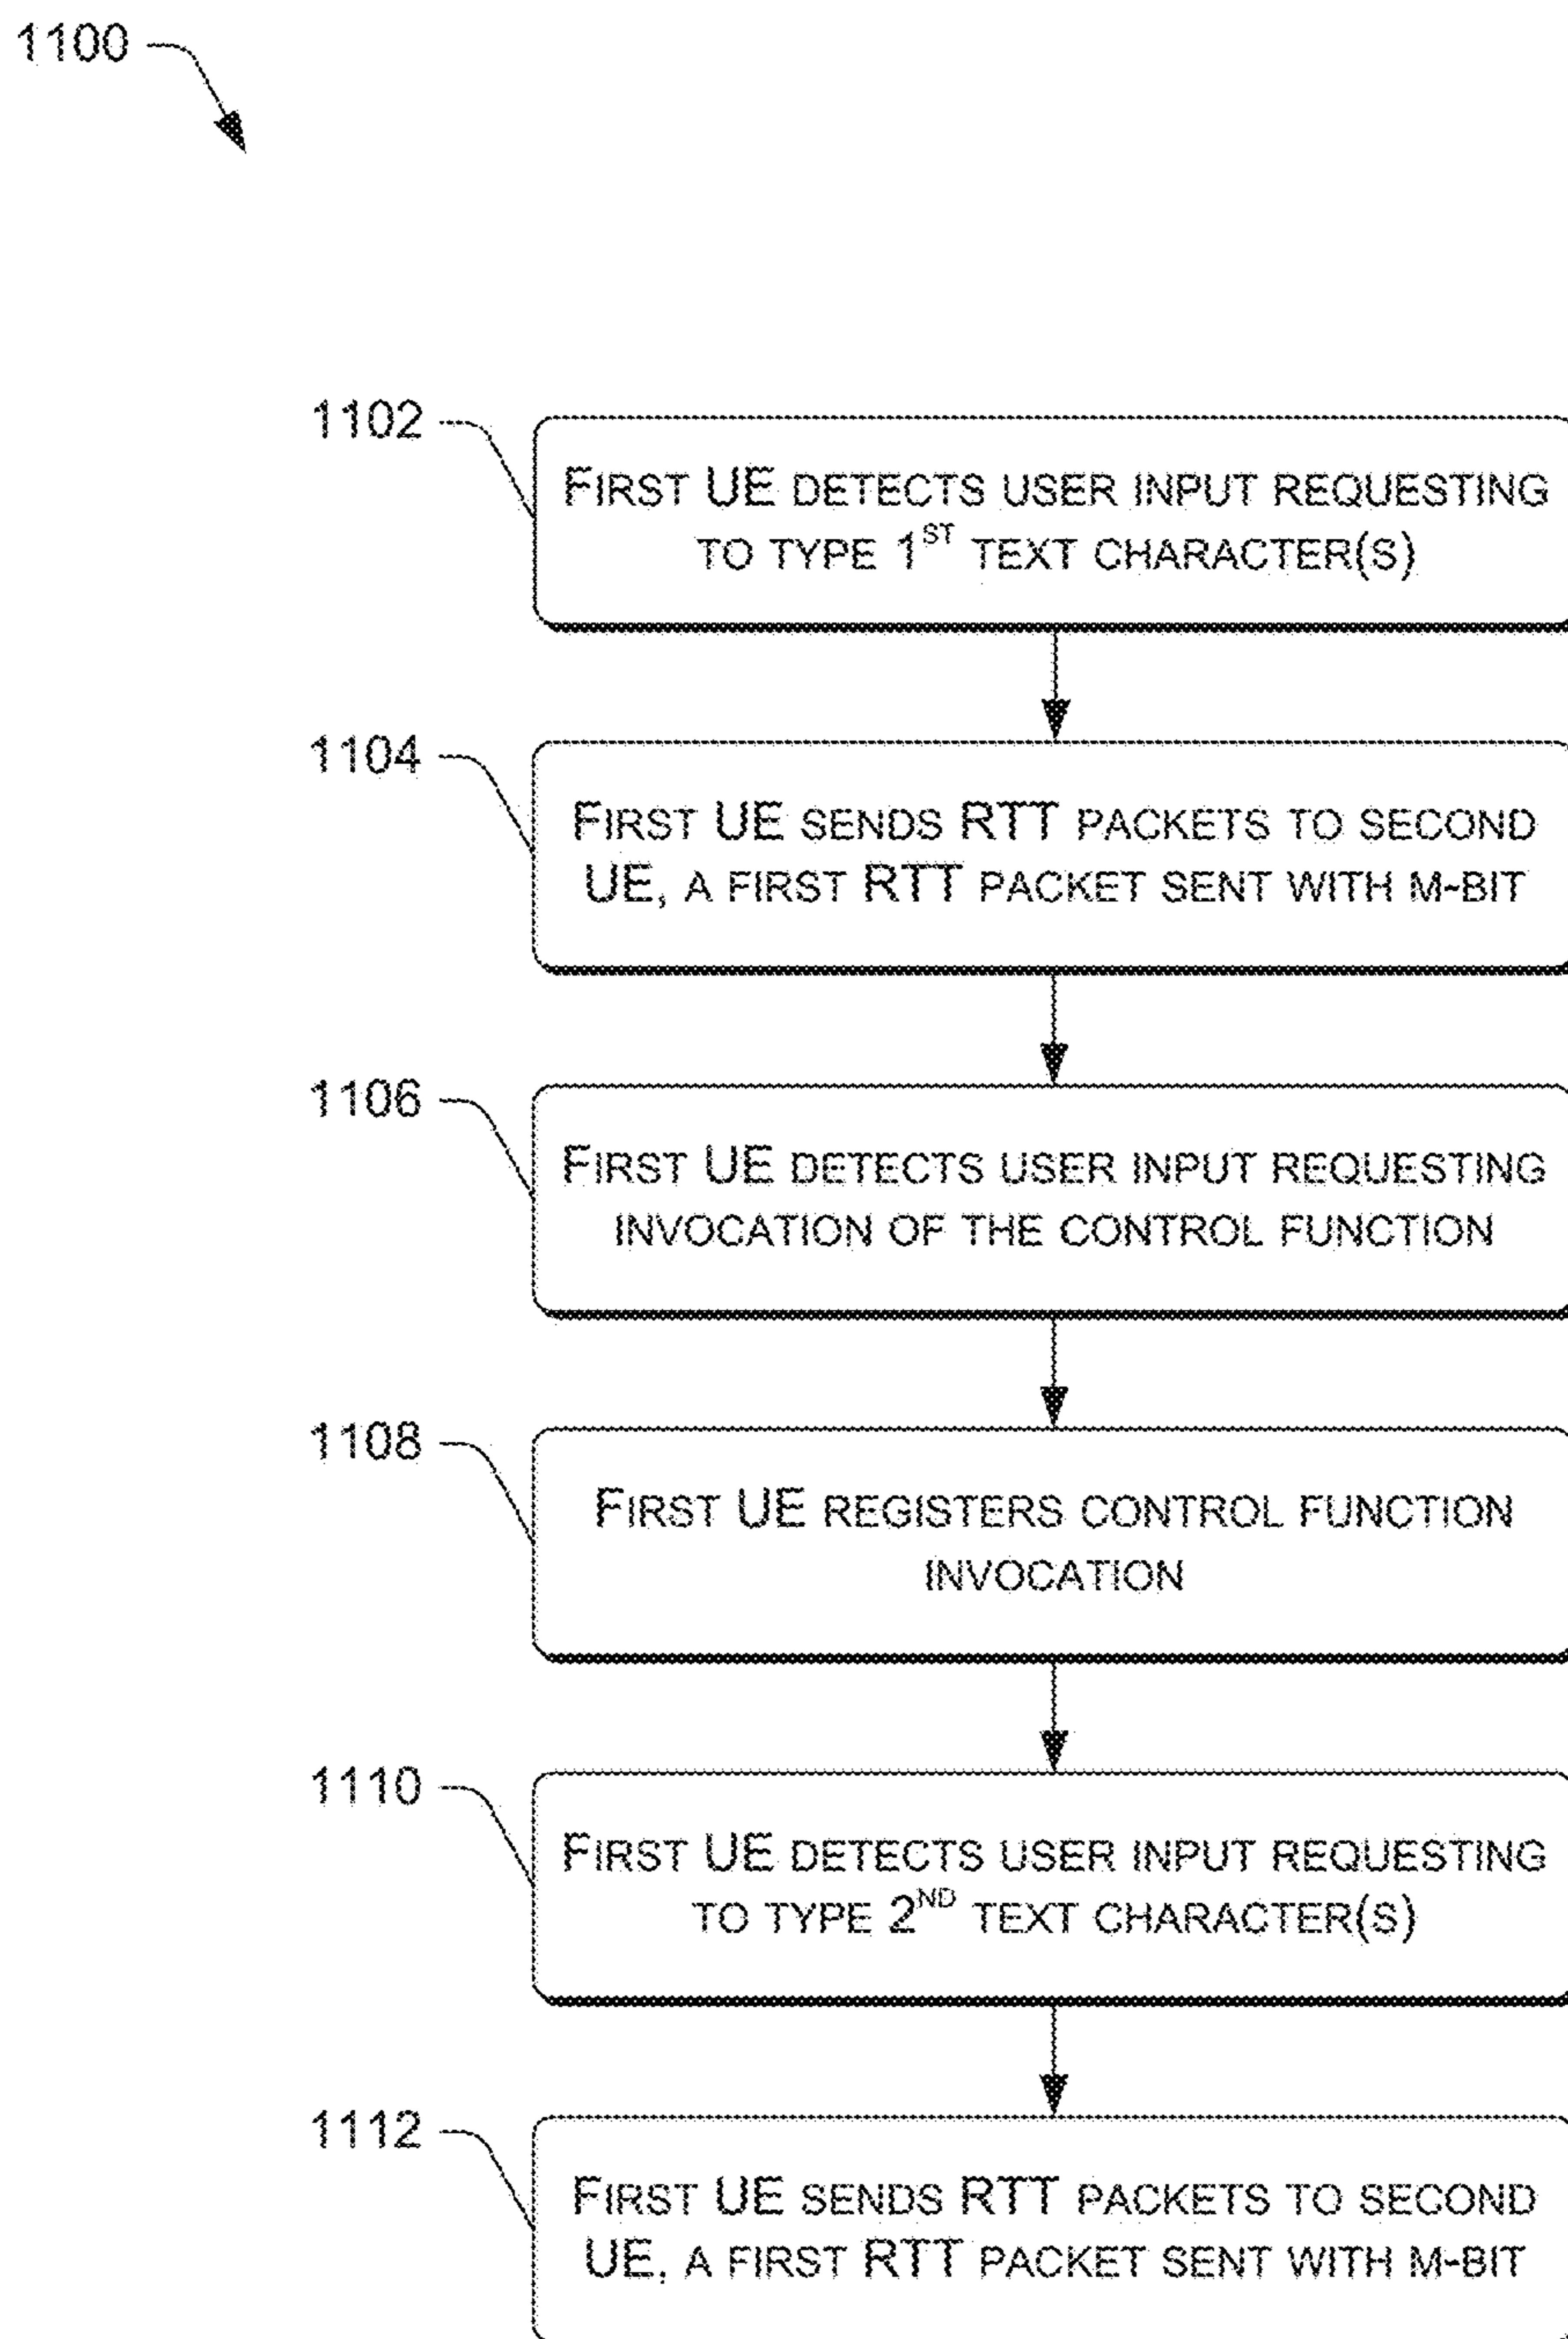 1100
1102
FIRST UE DETECTS USER INPUT REQUESTING
TO TYPE 1ST TEXT CHARACTER(S)
1104
FIRST UE SENDS RTT PACKETS TO SECOND
UE, A FIRST RTT PACKET SENT WITH M-BIT
1106
FIRST UE DETECTS USER INPUT REQUESTING
INVOCATION OF THE CONTROL FUNCTION
1108
FIRST UE REGISTERS CONTROL FUNCTION
INVOCATION
1110
FIRST UE DETECTS USER INPUT REQUESTING
TO TYPE 2ND TEXT CHARACTER(S)
1112
FIRST UE SENDS RTT PACKETS TO SECOND
UE, A FIRST RTT PACKET SENT WITH M-BIT